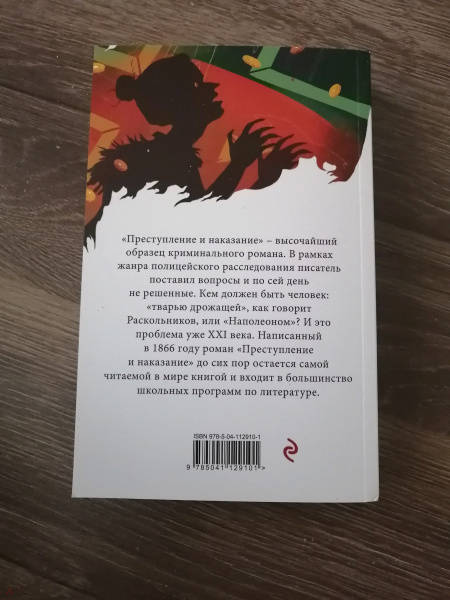 «Преступление и наказание» – высочайший
образец криминального романа. В рамках
жанра полицейского расследования писатель
поставил вопросы и по сей день
не решенные. Кем должен быть человек:
«тварью дрожащей», как говорит
Раскольников, или «Наполеоном»? И это
проблема уже XXI века. Написанный
в 1866 году роман «Преступление
и наказание» до сих пор остается самой
читаемой в мире книгой и входит в большинство
школьных программ по литературе.
ISBN 978-5-04-112910-1
9 785041 129101>